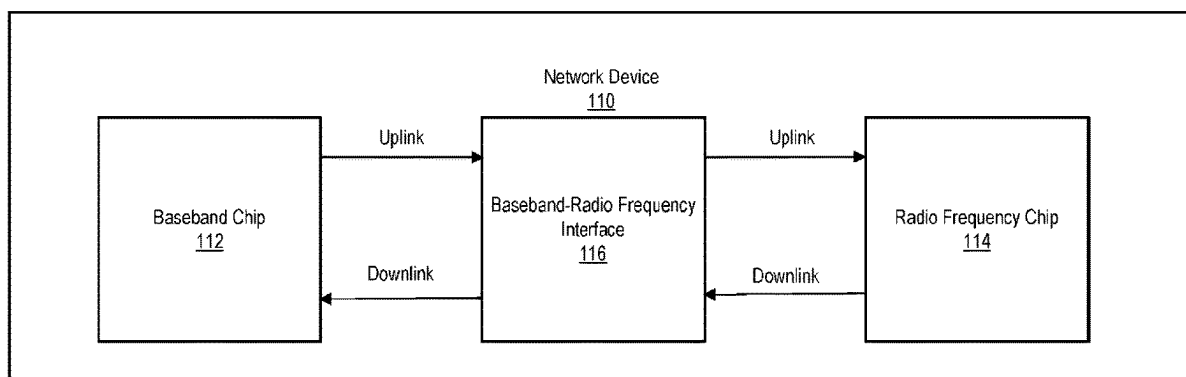 Network Device
110
Uplink
Uplink
Baseband Chip
112
Baseband-Radio Frequency
Interface
116
Radio Frequency Chip
114
Downlink
Downlink